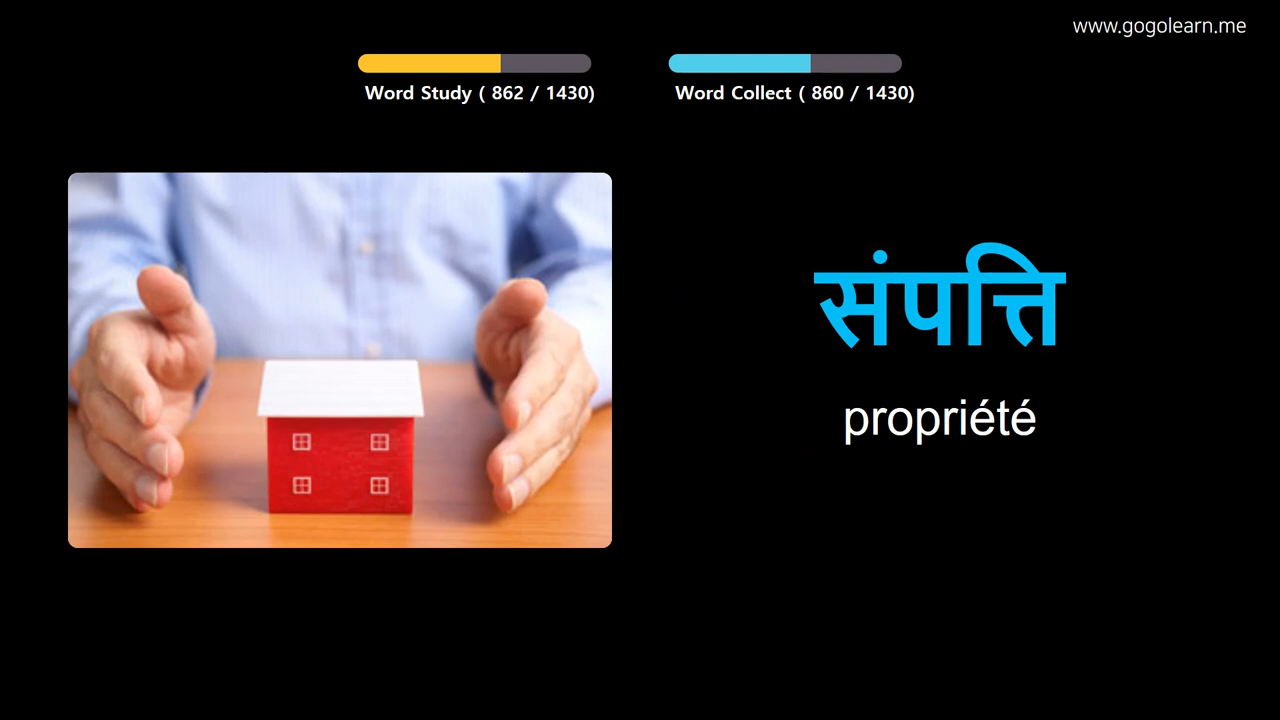 www.gogolearn.me
Word Study ( 862 / 1430)
Word Collect ( 860 / 1430)
संपत्ति
propriété